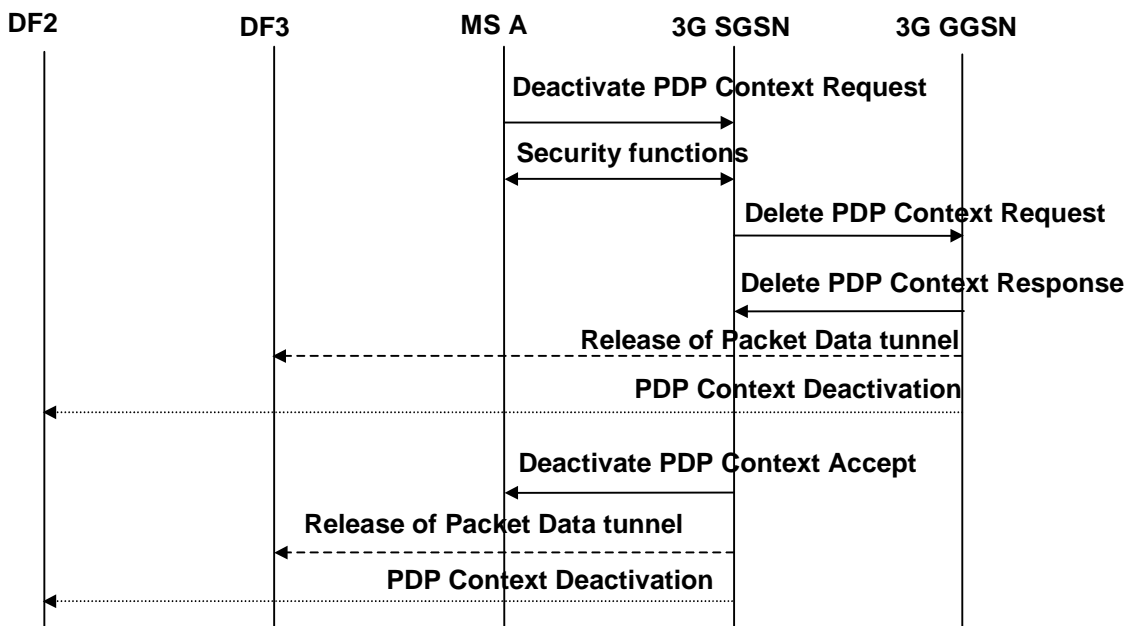 DF2 DF3 MS A 3G SGSN 3G GGSN
Deactivate PDP Context Request
Security functions
Delete PDP Context Request
Delete PDP Context Response
Release of Packet Data tunnel
PDP Context Deactivation
Deactivate PDP Context Accept
Release of Packet Data tunnel
PDP Context Deactivation